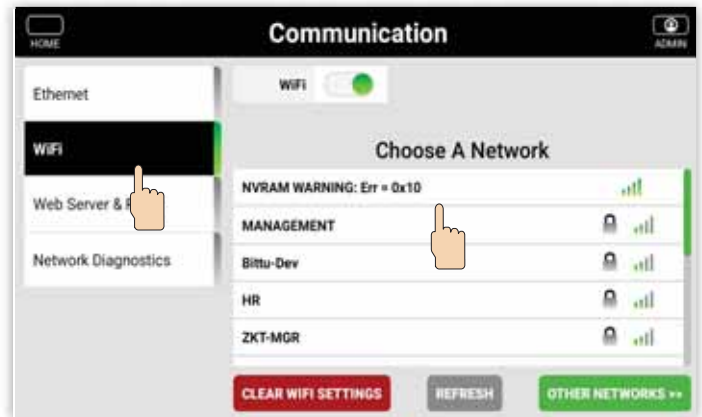 HOME
Communication
ADMIN
Ethernet
WiFi
WiFi
Choose A Network
NVRAM WARNING: Err = 0x10
Web Server &
MANAGEMENT
Network Diagnostics
Bittu-Dev
HR
ZKT-MGR
CLEAR WIFI SETTINGS
REFRESH
OTHER NETWORKS >>